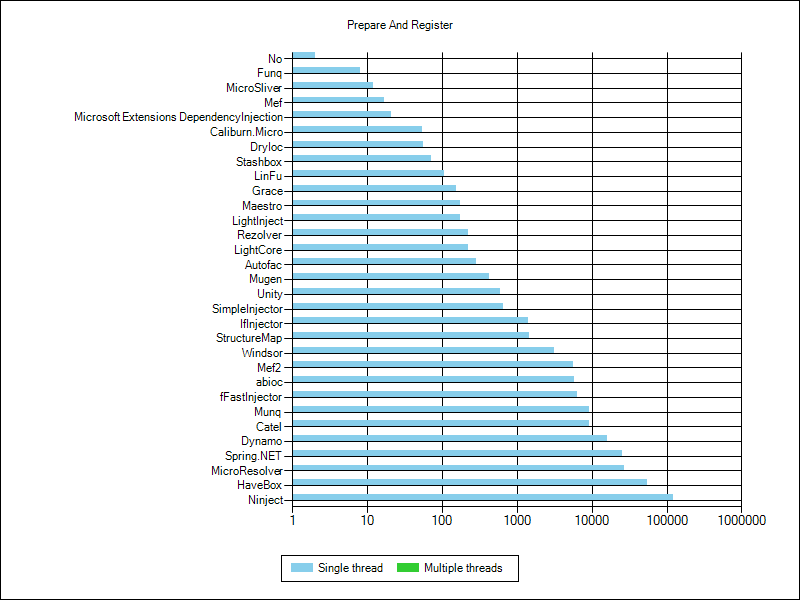 Prepare And Register
No
Funq
MicroSliver
Mef
Microsoft Extensions DependencyInjection
Caliburn.Micro
DryIoc
Stashbox
LinFu
Grace
Maestro
LightInject
Rezolver
LightCore
Autofac
Mugen
Unity
SimpleInjector
IfInjector
StructureMap
Windsor
Mef2
abioc
fFastInjector
Munq
Catel
Dynamo
Spring.NET
MicroResolver
HaveBox
Ninject
1 10 100 1000 10000 100000 1000000
Single thread Multiple threads